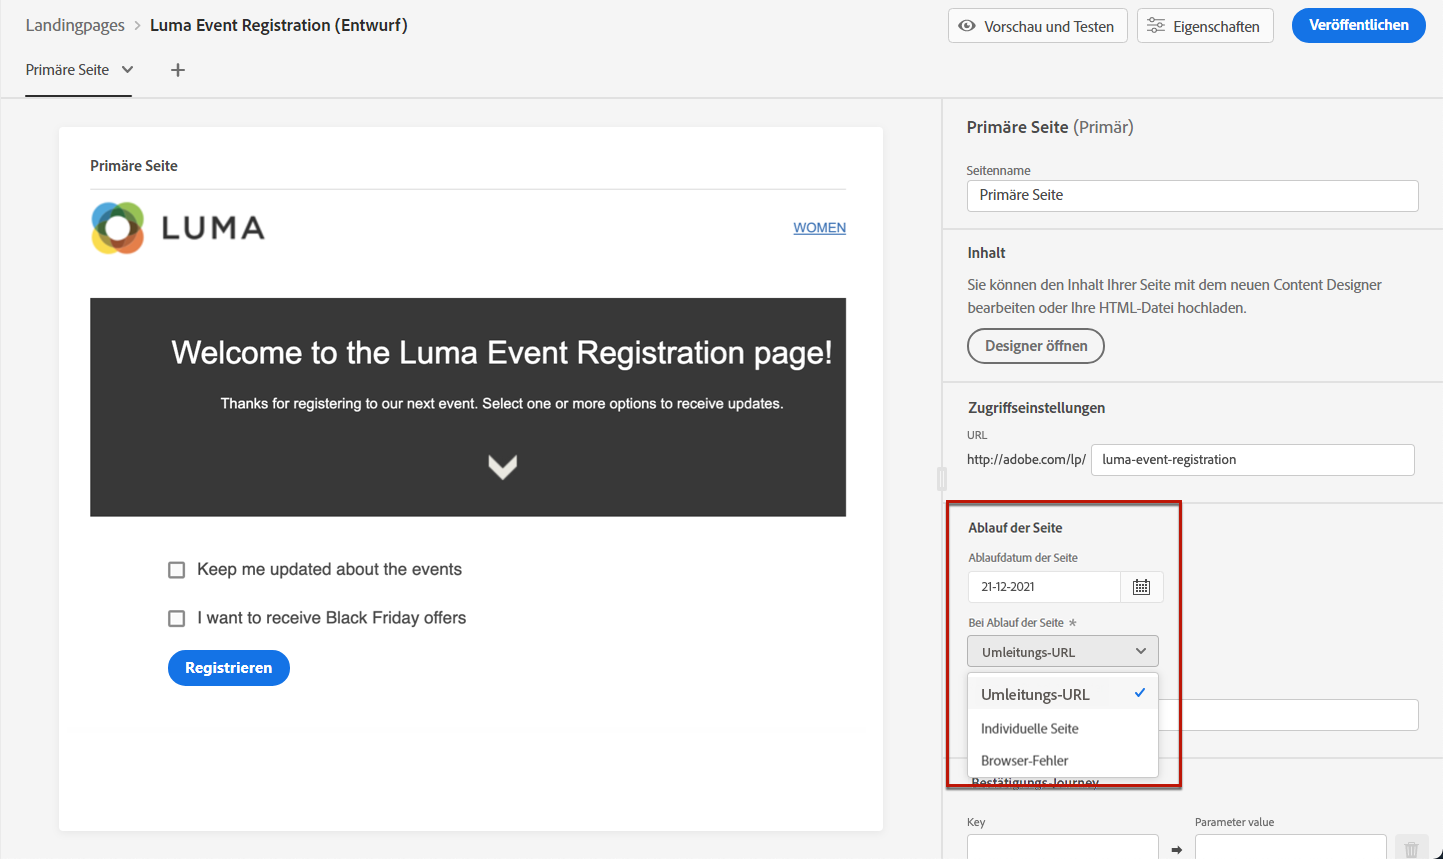 Landingpages > Luma Event Registration (Entwurf)
Vorschau und Testen
Eigenschaften
Veröffentlichen
Primäre Seite
Primäre Seite
LUMA
WOMEN
Welcome to the Luma Event Registration page!
Thanks for registering to our next event. Select one or more options to receive updates.
Keep me updated about the events
I want to receive Black Friday offers
Registrieren
Primäre Seite (Primär)
Seitenname
Primäre Seite
Inhalt
Sie können den Inhalt Ihrer Seite mit dem neuen Content Designer
bearbeiten oder Ihre HTML-Datei hochladen.
Designer öffnen
Zugriffseinstellungen
URL
http://adobe.com/lp/ luma-event-registration
Ablauf der Seite
Ablaufdatum der Seite
21-12-2021
Bei Ablauf der Seite *
Umleitungs-URL
Umleitungs-URL
Individuelle Seite
Browser-Fehler
Bestätigungs-Journey
Key
Parameter value